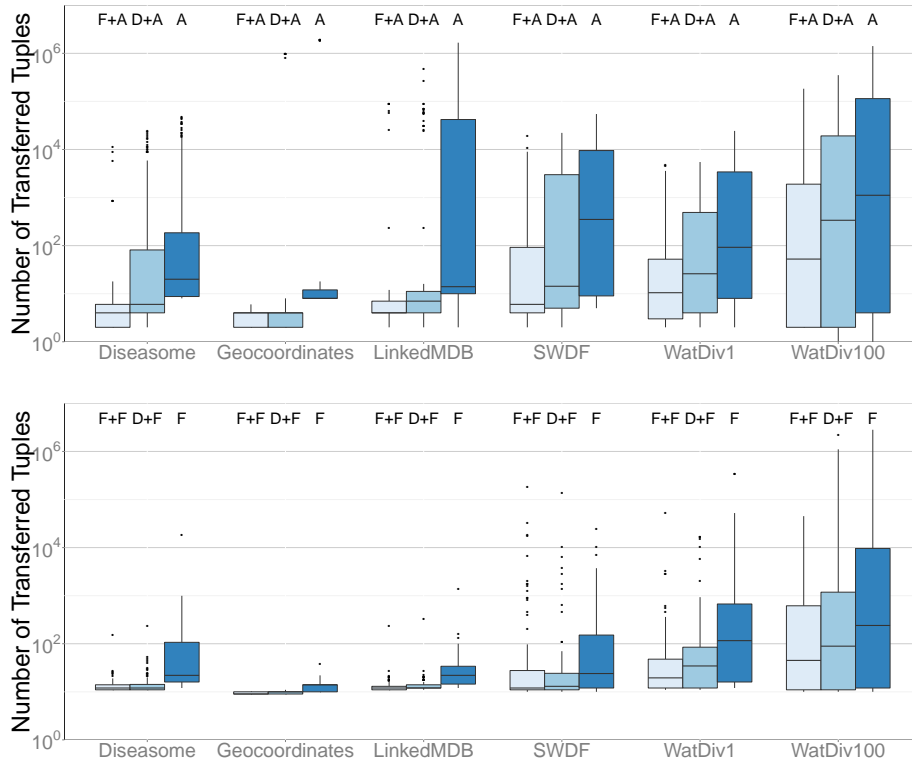 F+A D+A A F+A D+A A F+A D+A A F+A D+A A F+A D+A A F+A D+A A
Number of Transferred Tuples
10^6
10^4
10^2
10^0
Diseasome Geocoordinates LinkedMDB SWDF WatDiv1 WatDiv100
F+F D+F F F+F D+F F F+F D+F F F+F D+F F F+F D+F F F+F D+F F
Number of Transferred Tuples
10^6
10^4
10^2
10^0
Diseasome Geocoordinates LinkedMDB SWDF WatDiv1 WatDiv100